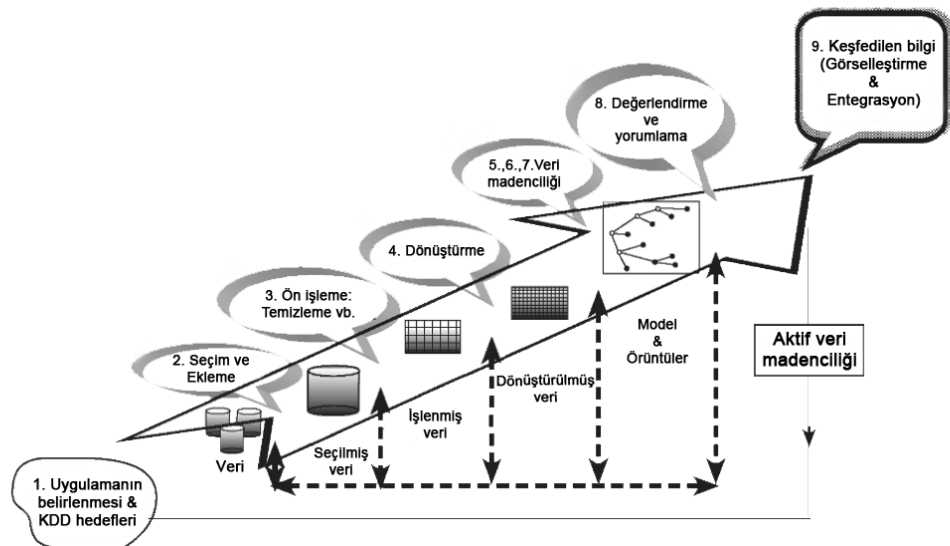 9. Keşfedilen bilgi
(Görselleştirme
&
Entegrasyon)
8. Değerlendirme
ve
yorumlama
5.,6.,7.Veri
madenciliği
4. Dönüştürme
3. Ön işleme:
Temizleme vb.
2. Seçim ve
Ekleme
Veri
Seçilmiş
veri
İşlenmiş
veri
Dönüştürülmüş
veri
Model
&
Örüntüler
Aktif veri
madenciliği
1. Uygulamanın
belirlenmesi &
KDD hedefleri